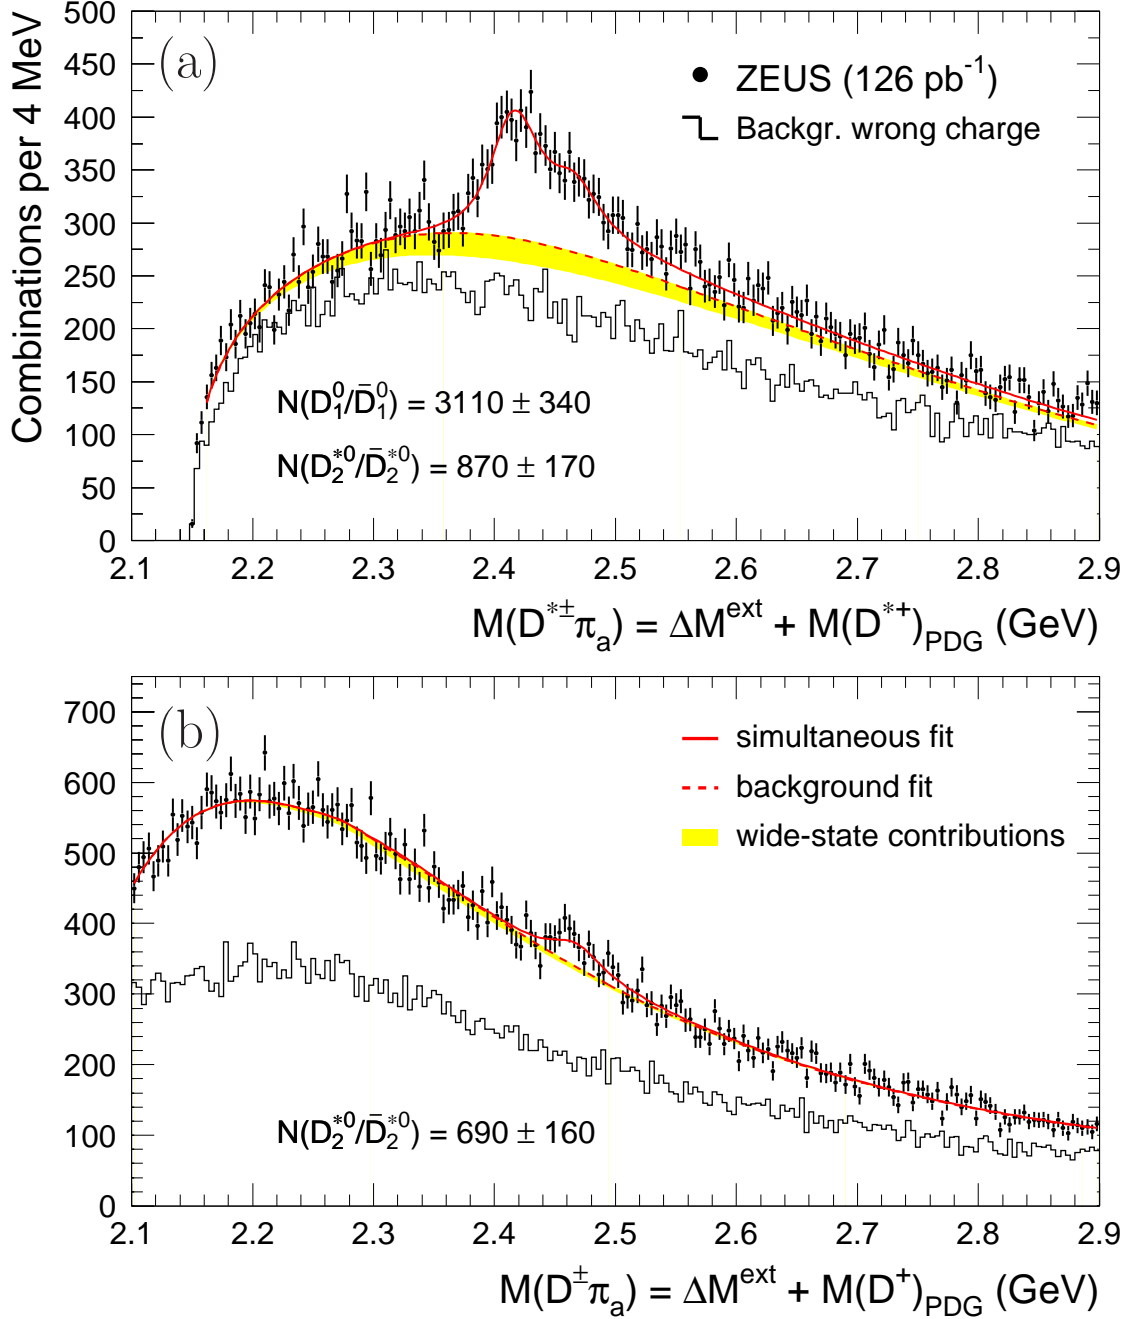 Combinations per 4 MeV
500
450
400
350
300
250
200
150
100
50
0
(a)
ZEUS (126 pb⁻¹)
Backgr. wrong charge
N(D₁⁰/D̄₁⁰) = 3110 ± 340
N(D₂*⁰/D̄₂*⁰) = 870 ± 170
2.1 2.2 2.3 2.4 2.5 2.6 2.7 2.8 2.9
M(D*±πₐ) = ΔMᵉˣᵗ + M(D*⁺)PDG (GeV)
700
600
500
400
300
200
100
0
(b)
simultaneous fit
background fit
wide-state contributions
N(D₂*⁰/D̄₂*⁰) = 690 ± 160
2.1 2.2 2.3 2.4 2.5 2.6 2.7 2.8 2.9
M(D±πₐ) = ΔMᵉˣᵗ + M(D⁺)PDG (GeV)